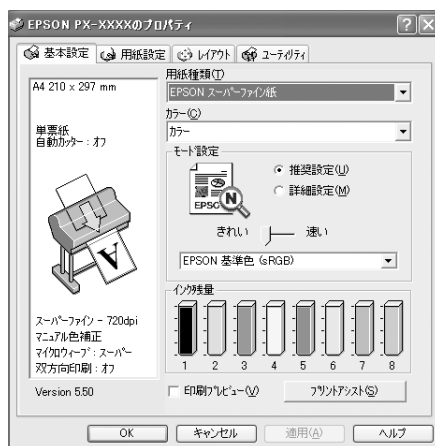 EPSON PX-XXXXのプロパティ
基本設定 用紙設定 レイアウト ユーティリティ
A4 210 x 297 mm
単票紙
自動カッター : オフ
A
スーパーファイン - 720dpi
マニュアル色補正
マイクロウィーブ : スーパー
双方向印刷 : オフ
Version 5.50
用紙種類(T)
EPSON スーパーファイン紙
カラー(C)
カラー
モード設定
EPSO
N
推奨設定(U)
詳細設定(M)
きれい 速い
EPSON 基準色 (sRGB)
インク残量
1 2 3 4 5 6 7 8
印刷プレビュー(V)
プリントアシスト(S)
OK キャンセル 適用(A) ヘルプ